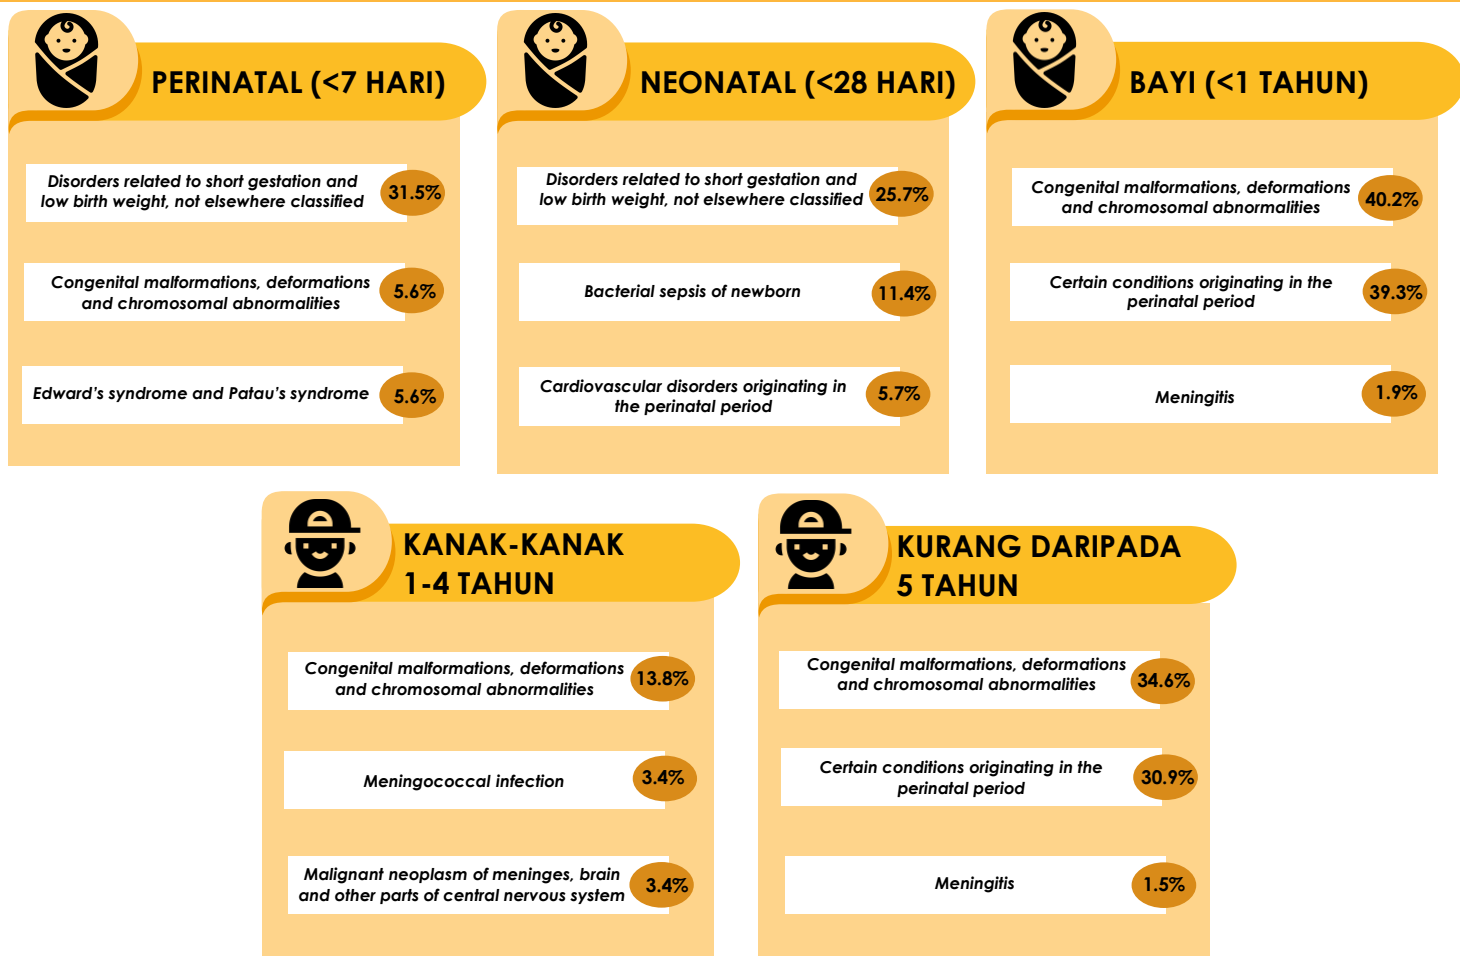 PERINATAL (<7 HARI)
Disorders related to short gestation and
low birth weight, not elsewhere classified
31.5%
Congenital malformations, deformations
and chromosomal abnormalities
5.6%
Edward's syndrome and Patau's syndrome
5.6%
NEONATAL (<28 HARI)
Disorders related to short gestation and
low birth weight, not elsewhere classified
25.7%
Bacterial sepsis of newborn
11.4%
Cardiovascular disorders originating in
the perinatal period
5.7%
BAYI (<1 TAHUN)
Congenital malformations, deformations
and chromosomal abnormalities
40.2%
Certain conditions originating in the
perinatal period
39.3%
Meningitis
1.9%
KANAK-KANAK
1-4 TAHUN
Congenital malformations, deformations
and chromosomal abnormalities
13.8%
Meningococcal infection
3.4%
Malignant neoplasm of meninges, brain
and other parts of central nervous system
3.4%
KURANG DARIPADA
5 TAHUN
Congenital malformations, deformations
and chromosomal abnormalities
34.6%
Certain conditions originating in the
perinatal period
30.9%
Meningitis
1.5%